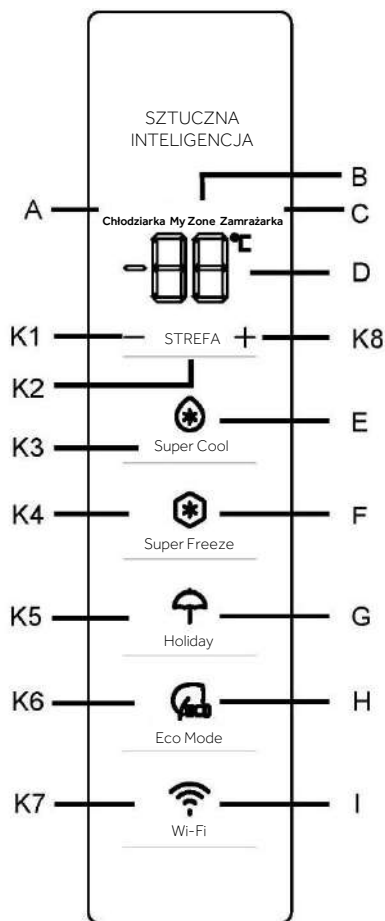 SZTUCZNA
INTELIGENCJA
B
A
C
Chłodziarka My Zone Zamrażarka
-88°C
D
K1
- STREFA +
K8
K2
E
K3
Super Cool
K4
F
Super Freeze
K5
G
Holiday
K6
eco
H
Eco Mode
K7
I
Wi-Fi